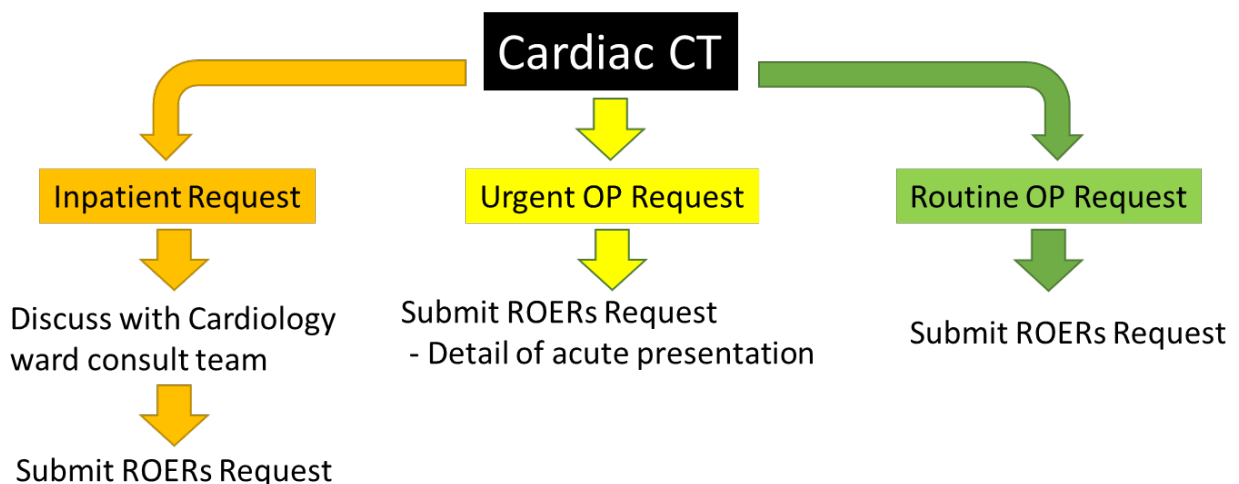 Cardiac CT
Inpatient Request
Urgent OP Request
Routine OP Request
Discuss with Cardiology
ward consult team
Submit ROERs Request
Submit ROERs Request
- Detail of acute presentation
Submit ROERs Request